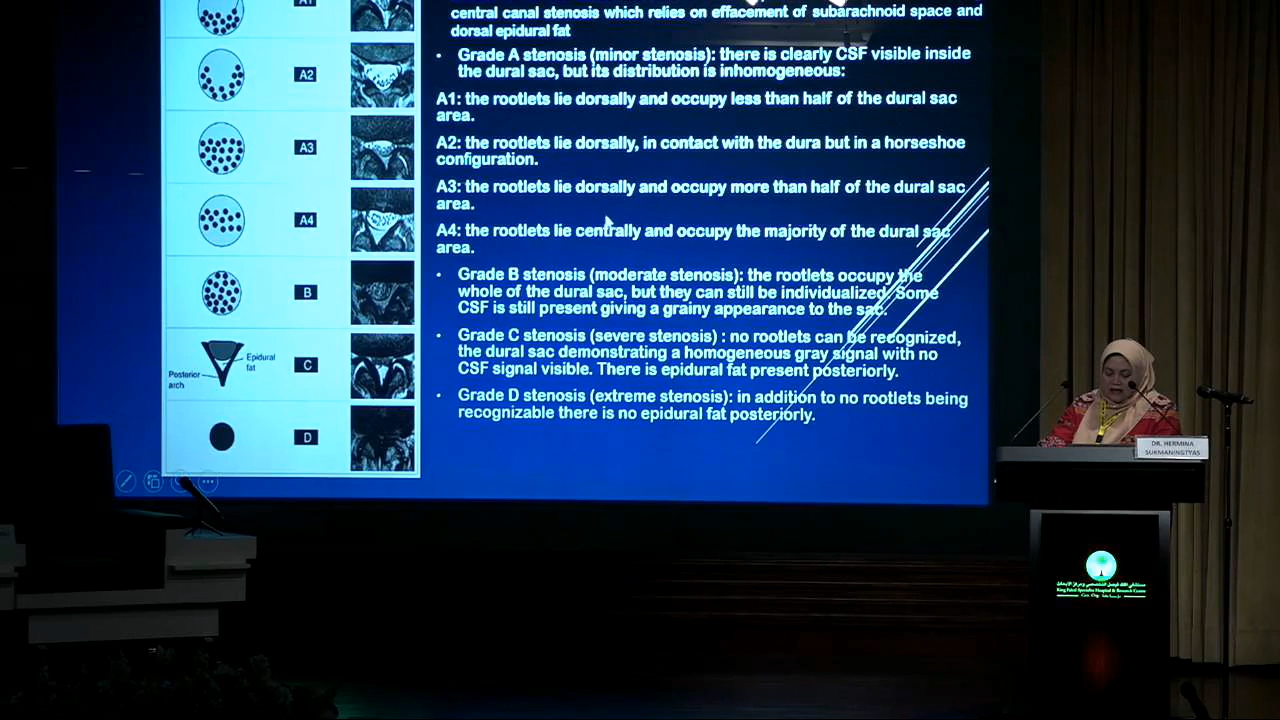 A1
A2
A3
A4
B
Epidural
fat
C
Posterior
arch
D
central canal stenosis which relies on effacement of subarachnoid space and
dorsal epidural fat
• Grade A stenosis (minor stenosis): there is clearly CSF visible inside
the dural sac, but its distribution is inhomogeneous:
A1: the rootlets lie dorsally and occupy less than half of the dural sac
area.
A2: the rootlets lie dorsally, in contact with the dura but in a horseshoe
configuration.
A3: the rootlets lie dorsally and occupy more than half of the dural sac
area.
A4: the rootlets lie centrally and occupy the majority of the dural sac
area.
• Grade B stenosis (moderate stenosis): the rootlets occupy the
whole of the dural sac, but they can still be individualized. Some
CSF is still present giving a grainy appearance to the sac.
• Grade C stenosis (severe stenosis) : no rootlets can be recognized,
the dural sac demonstrating a homogeneous gray signal with no
CSF signal visible. There is epidural fat present posteriorly.
• Grade D stenosis (extreme stenosis): in addition to no rootlets being
recognizable there is no epidural fat posteriorly.
DR. HERMINA
SUKMANINGTYAS
King Faisal Specialist Hospital & Research Centre